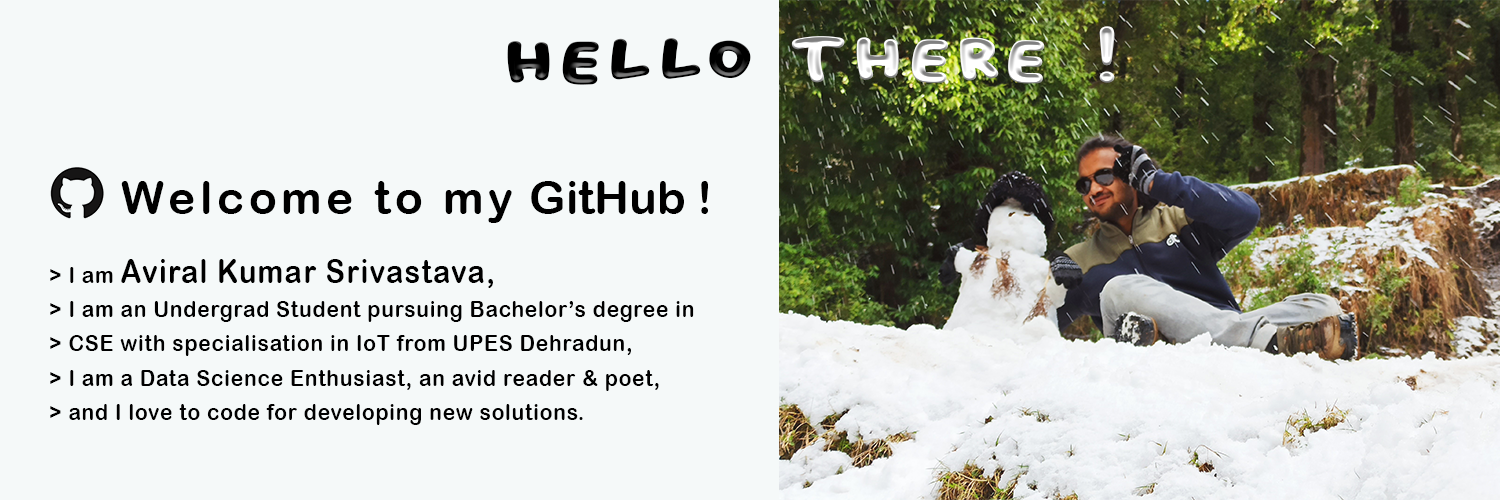 HELLO THERE !
Welcome to my GitHub !
> I am Aviral Kumar Srivastava,
> I am an Undergrad Student pursuing Bachelor’s degree in
> CSE with specialisation in IoT from UPES Dehradun,
> I am a Data Science Enthusiast, an avid reader & poet,
> and I love to code for developing new solutions.